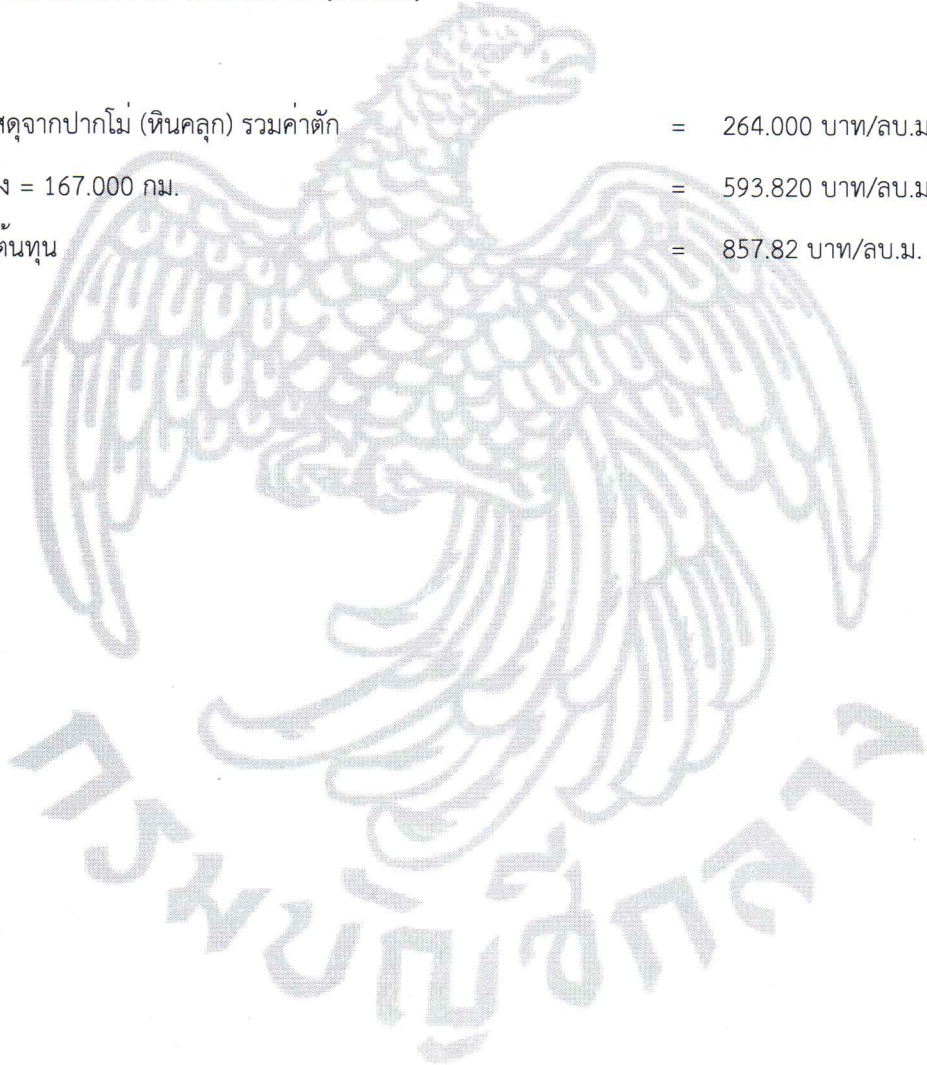 สดุจากปากโม่ (หินคลุก) รวมค่าตัก = 264.000 บาท/ลบ.ม
ง = 167.000 กม. = 593.820 บาท/ลบ.ม
ต้นทุน = 857.82 บาท/ลบ.ม.
กรมบัญชีกลาง